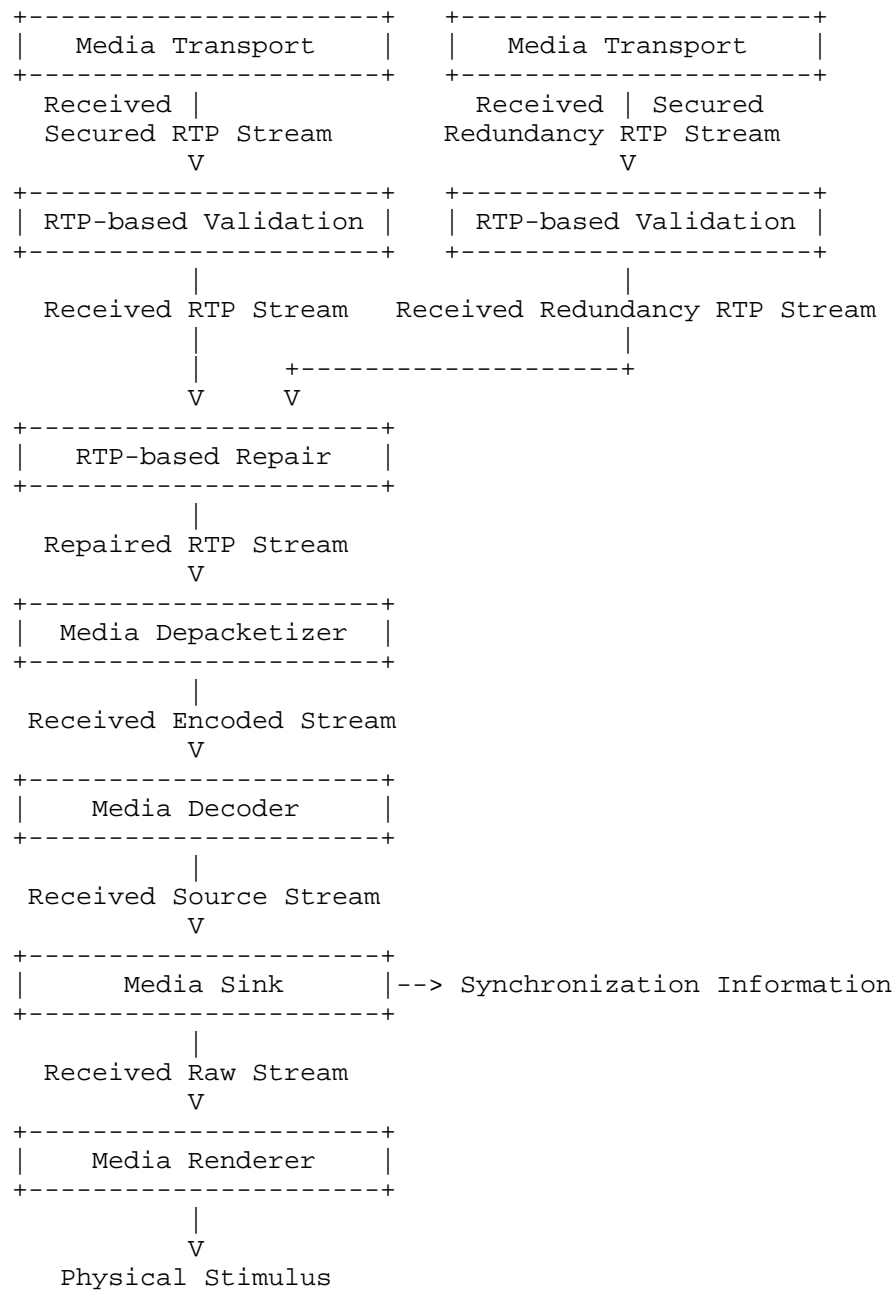 +----------------------+   +----------------------+
|   Media Transport    |   |   Media Transport    |
+----------------------+   +----------------------+
  Received |                 Received | Secured
  Secured RTP Stream       Redundancy RTP Stream
           V                          V
+----------------------+   +----------------------+
| RTP-based Validation |   | RTP-based Validation |
+----------------------+   +----------------------+
           |                          |
  Received RTP Stream   Received Redundancy RTP Stream
           |                          |
           |     +--------------------+
           V     V
+----------------------+
|   RTP-based Repair   |
+----------------------+
           |
  Repaired RTP Stream
           V
+----------------------+
|  Media Depacketizer  |
+----------------------+
           |
 Received Encoded Stream
           V
+----------------------+
|    Media Decoder     |
+----------------------+
           |
 Received Source Stream
           V
+----------------------+
|      Media Sink      |--> Synchronization Information
+----------------------+
           |
  Received Raw Stream
           V
+----------------------+
|    Media Renderer    |
+----------------------+
           |
           V
   Physical Stimulus